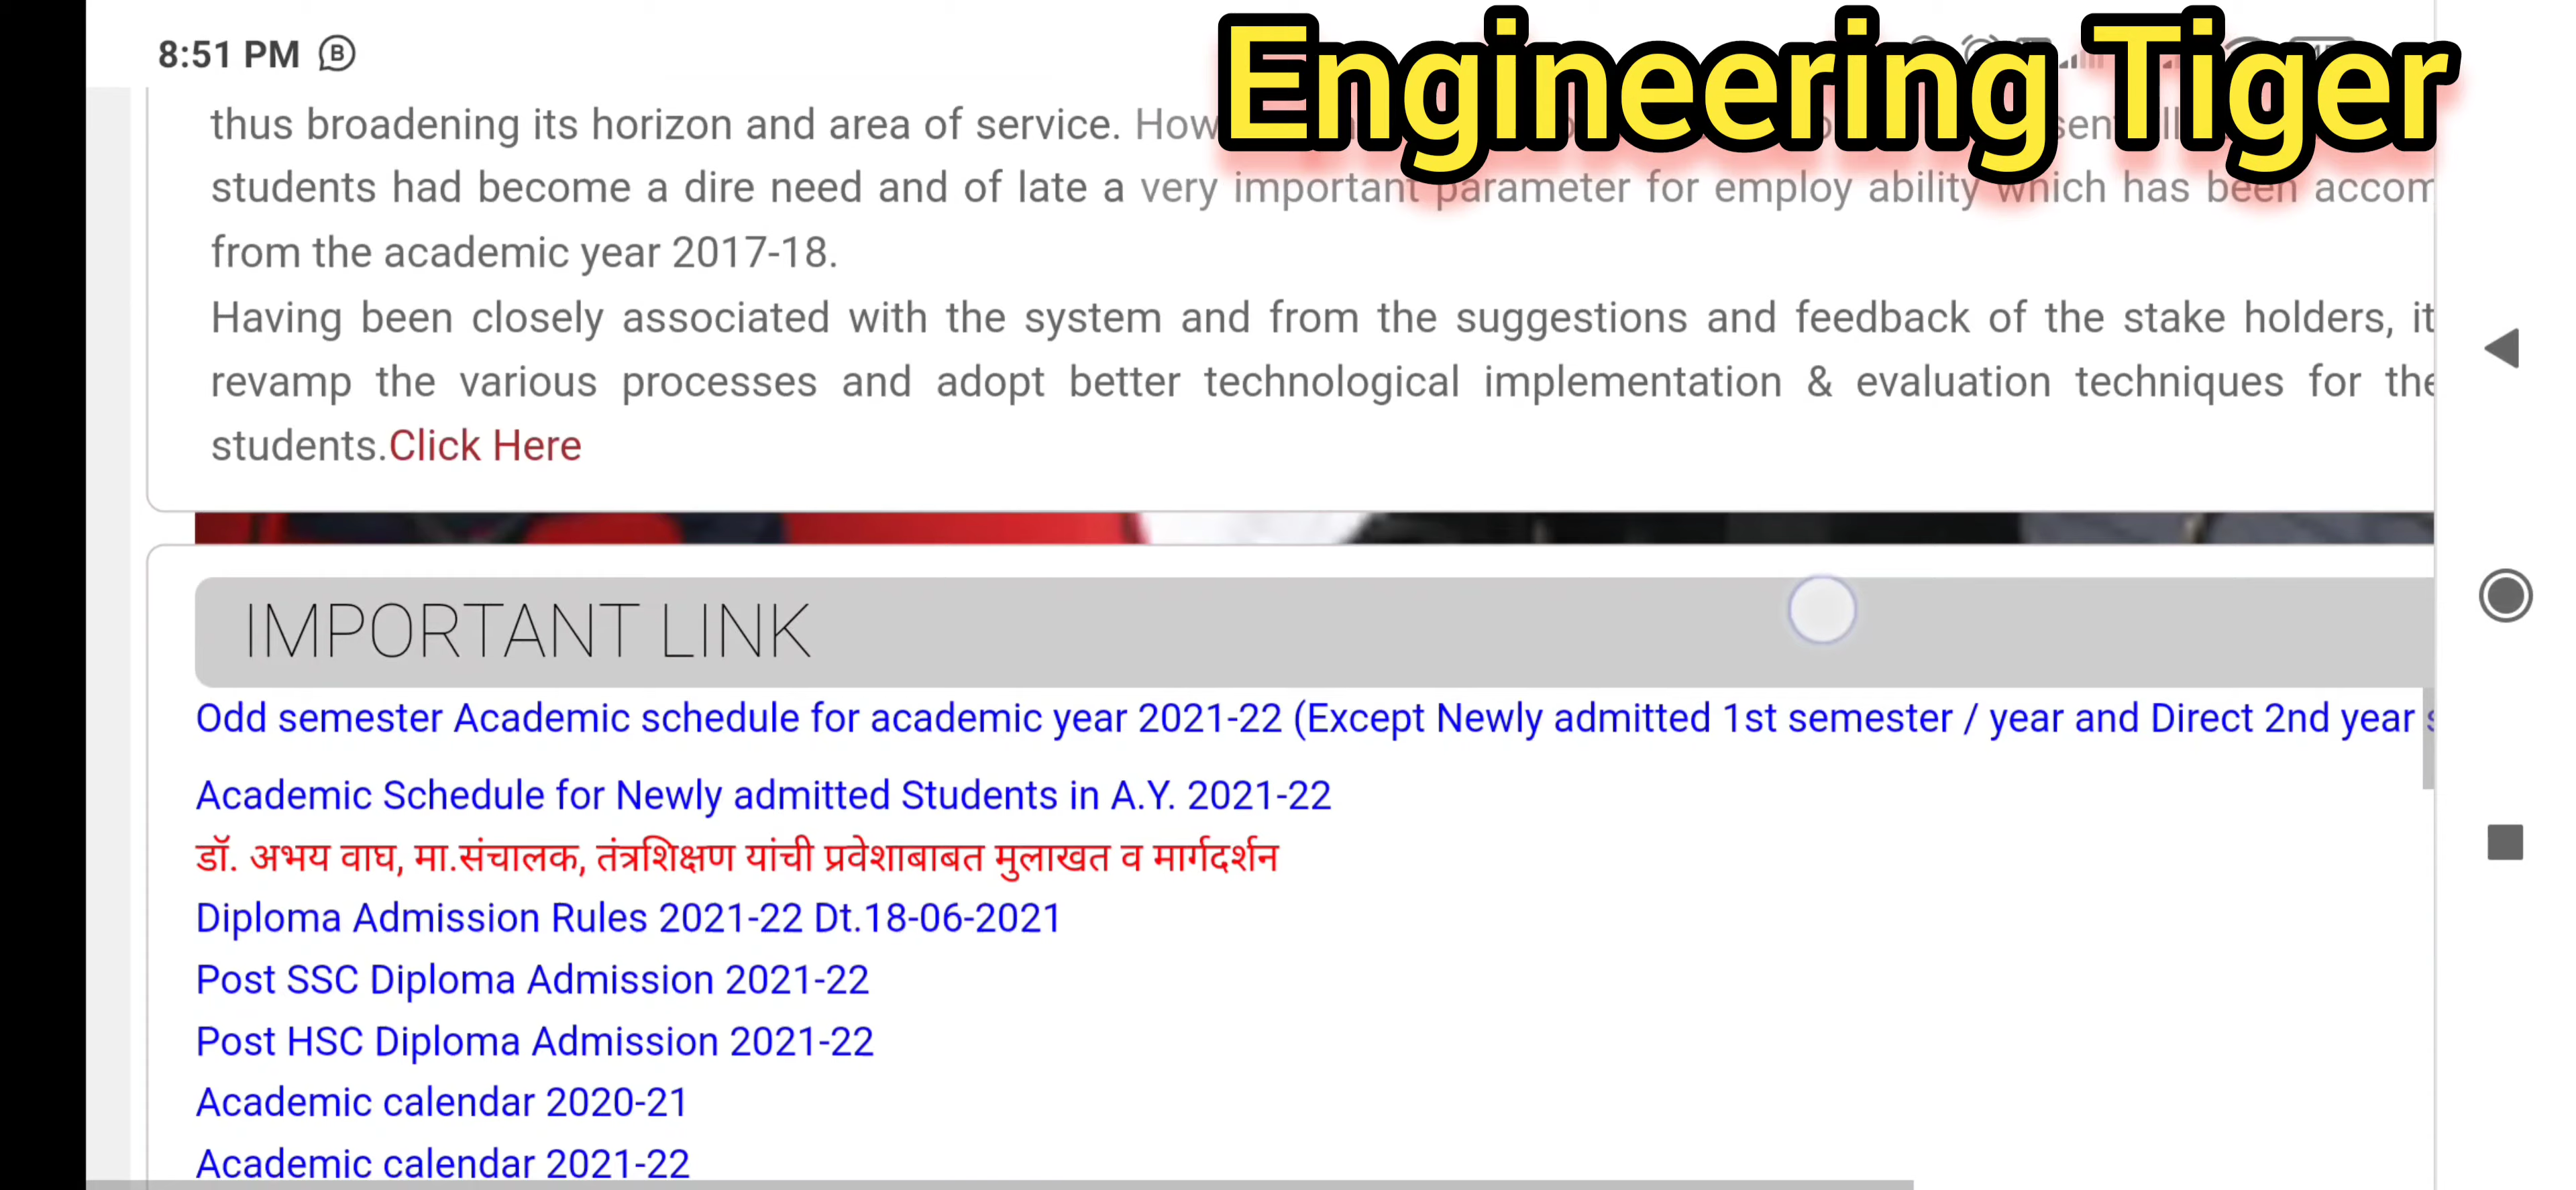 8:51 PM
Engineering Tiger
thus broadening its horizon and area of service. How
students had become a dire need and of late a very important parameter for employ ability which has been accom
from the academic year 2017-18.
Having been closely associated with the system and from the suggestions and feedback of the stake holders, it
revamp the various processes and adopt better technological implementation & evaluation techniques for the
students.Click Here
IMPORTANT LINK
Odd semester Academic schedule for academic year 2021-22 (Except Newly admitted 1st semester / year and Direct 2nd year s
Academic Schedule for Newly admitted Students in A.Y. 2021-22
डॉ. अभय वाघ, मा.संचालक, तंत्रशिक्षण यांची प्रवेशाबाबत मुलाखत व मार्गदर्शन
Diploma Admission Rules 2021-22 Dt.18-06-2021
Post SSC Diploma Admission 2021-22
Post HSC Diploma Admission 2021-22
Academic calendar 2020-21
Academic calendar 2021-22